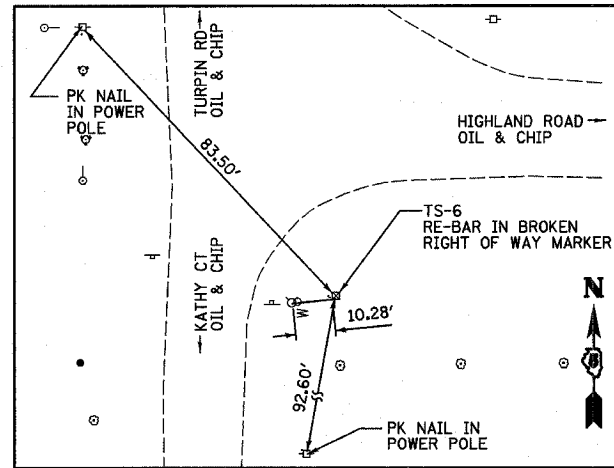 PK NAIL
IN POWER
POLE
TURPIN RD
OIL & CHIP
HIGHLAND ROAD
OIL & CHIP
83.50'
TS-6
RE-BAR IN BROKEN
RIGHT OF WAY MARKER
KATHY CT
OIL & CHIP
W
10.28'
N
92.60'
PK NAIL IN
POWER POLE